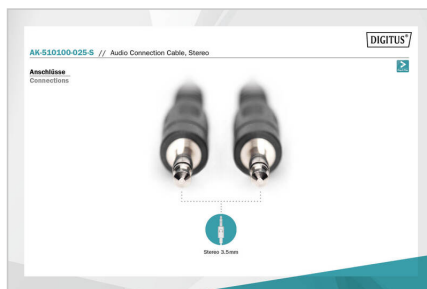 DIGITUS®
AK-510100-025-S // Audio Connection Cable, Stereo
Anschlüsse
Connections
Stereo 3.5mm